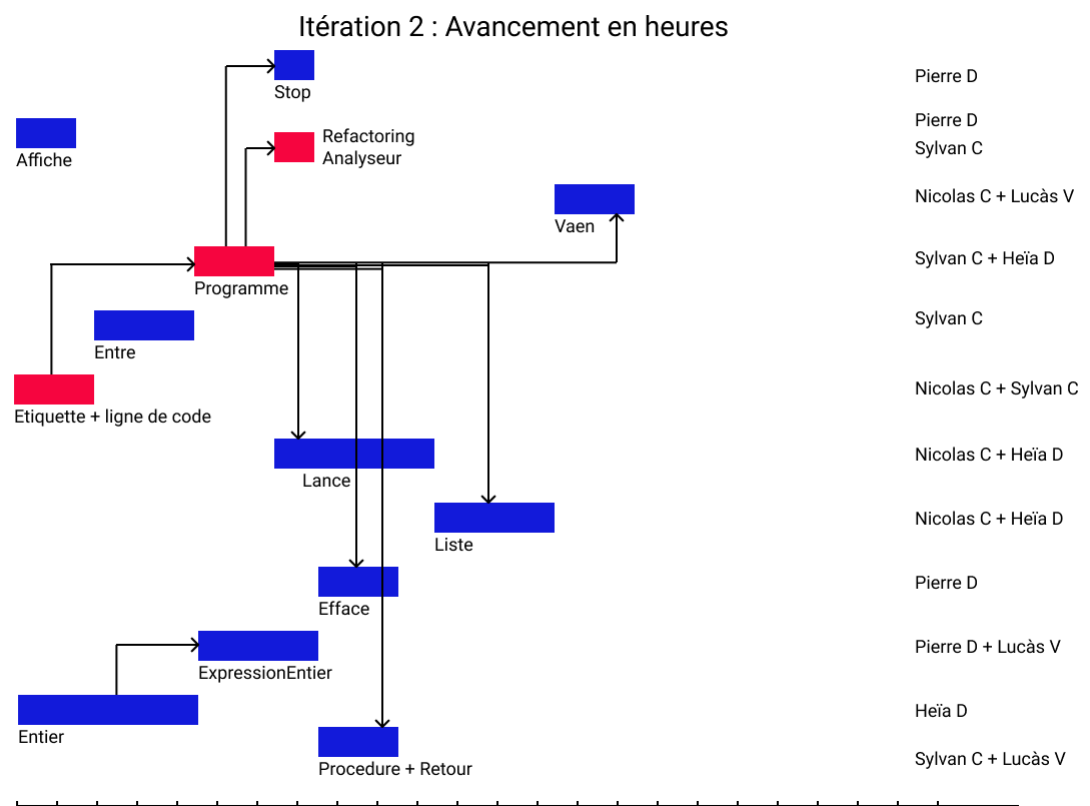 Itération 2 : Avancement en heures
Stop
Pierre D
Affiche
Pierre D
Refactoring
Analyseur
Sylvan C
Vaen
Nicolas C + Lucàs V
Programme
Sylvan C + Heïa D
Entre
Sylvan C
Etiquette + ligne de code
Nicolas C + Sylvan C
Lance
Nicolas C + Heïa D
Liste
Nicolas C + Heïa D
Efface
Pierre D
ExpressionEntier
Pierre D + Lucàs V
Entier
Heïa D
Procedure + Retour
Sylvan C + Lucàs V